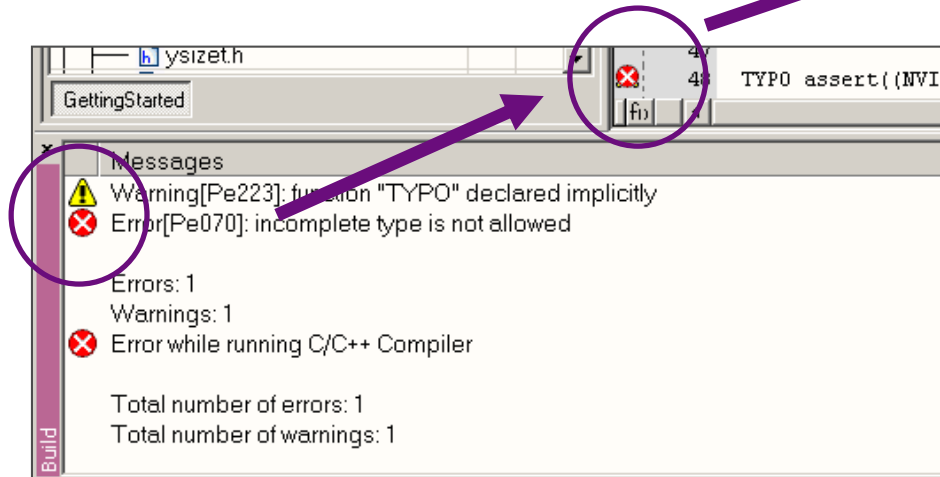 ysizet.h
47
48 TYPO assert((NVI
GettingStarted
Messages
Warning[Pe223]: function "TYPO" declared implicitly
Error[Pe070]: incomplete type is not allowed
Errors: 1
Warnings: 1
Error while running C/C++ Compiler
Total number of errors: 1
Total number of warnings: 1
Build